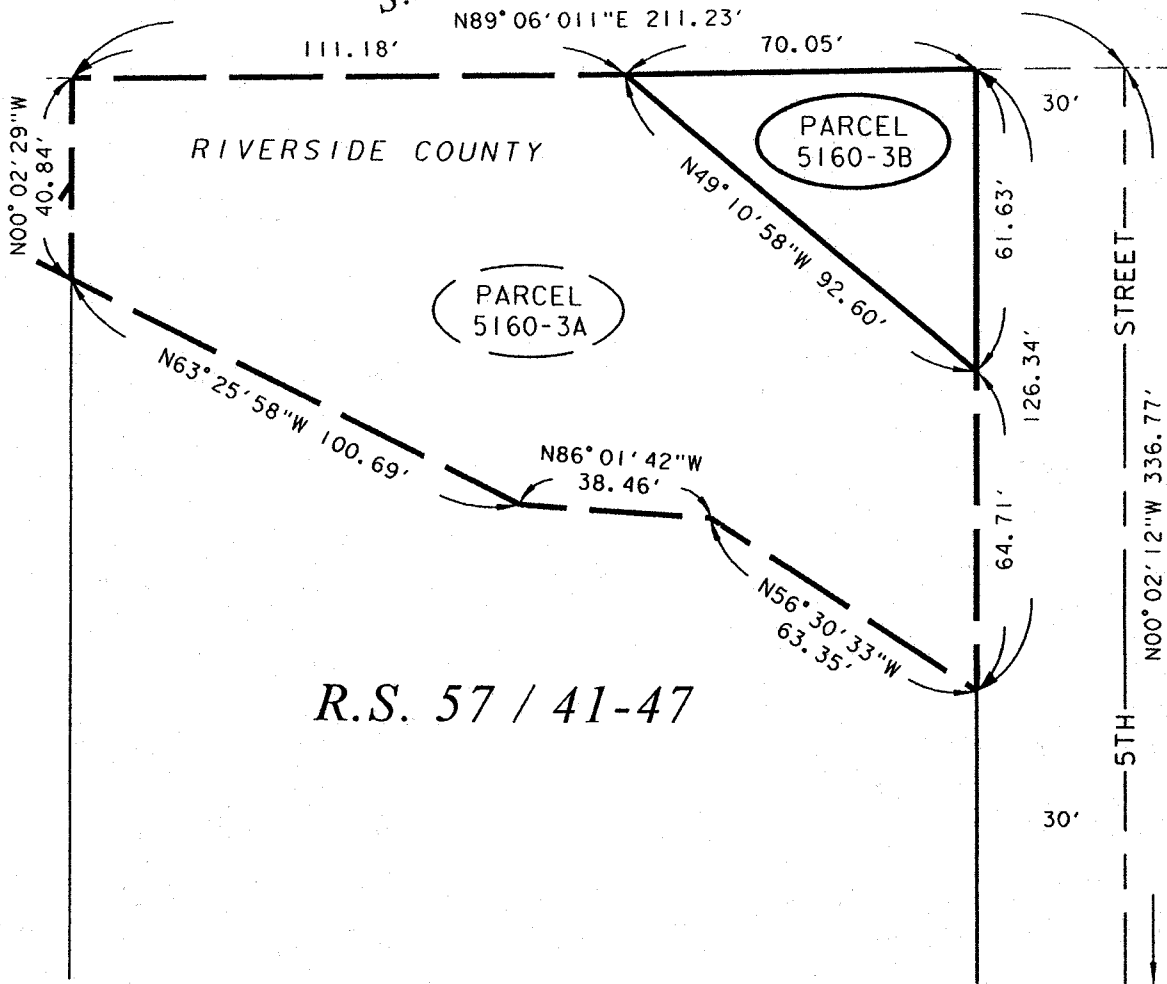 S.
N89°06'011"E 211.23'
111.18'
70.05'
30'
N00°02'29"W
40.84'
RIVERSIDE COUNTY
PARCEL
5160-3B
N49°10'58"W 92.60'
61.63'
STREET
PARCEL
5160-3A
126.34'
N63°25'58"W 100.69'
N86°01'42"W
38.46'
64.71'
N00°02'12"W 336.77'
N56°30'33"W
63.35'
R.S. 57 / 41-47
5TH
30'